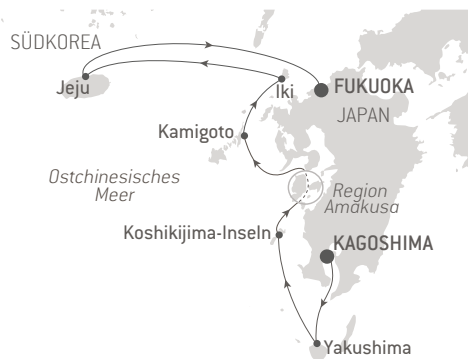 SÜDKOREA
Jeju
Iki
FUKUOKA
JAPAN
Kamigoto
Ostchinesisches
Meer
Region
Amakusa
Koshikijima-Inseln
KAGOSHIMA
Yakushima